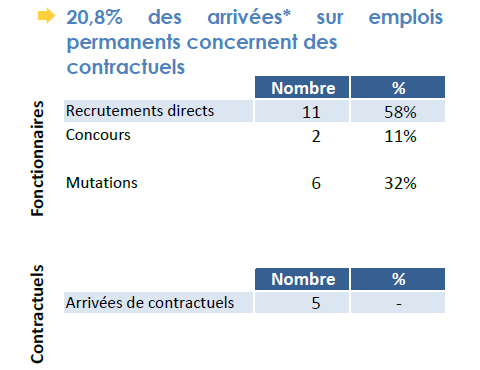 20,8% des arrivées* sur emplois
permanents concernent des
contractuels
Fonctionnaires
Nombre %
Recrutements directs 11 58%
Concours 2 11%
Mutations 6 32%
Contractuels
Nombre %
Arrivées de contractuels 5 -